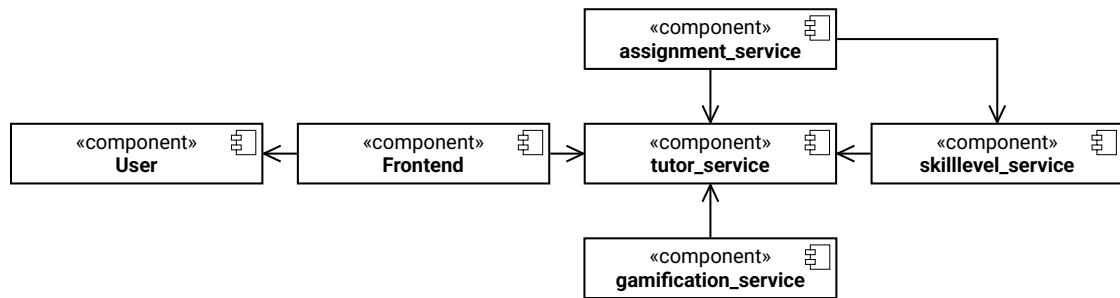 «component»
assignment_service
«component»
User
«component»
Frontend
«component»
tutor_service
«component»
skilllevel_service
«component»
gamification_service